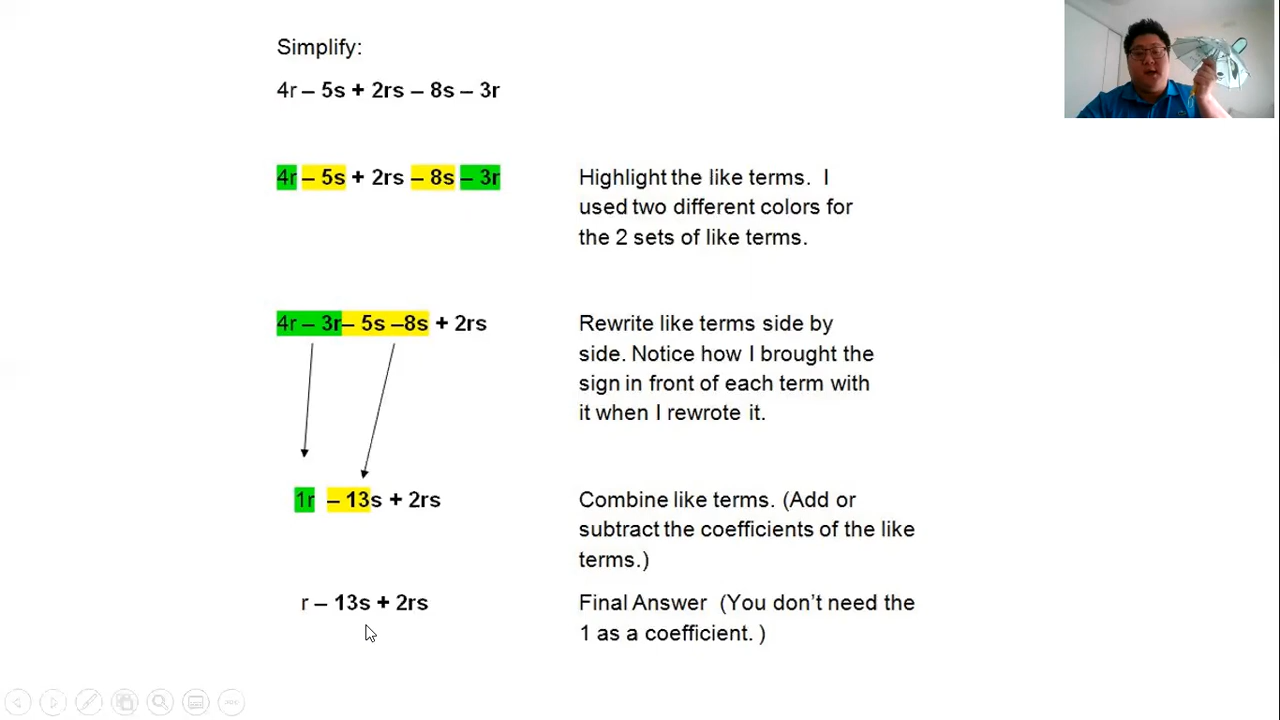 Simplify:
4r – 5s + 2rs – 8s – 3r
4r – 5s + 2rs – 8s – 3r
Highlight the like terms. I
used two different colors for
the 2 sets of like terms.
4r – 3r– 5s –8s + 2rs
Rewrite like terms side by
side. Notice how I brought the
sign in front of each term with
it when I rewrote it.
1r – 13s + 2rs
Combine like terms. (Add or
subtract the coefficients of the like
terms.)
r – 13s + 2rs
Final Answer (You don’t need the
1 as a coefficient. )